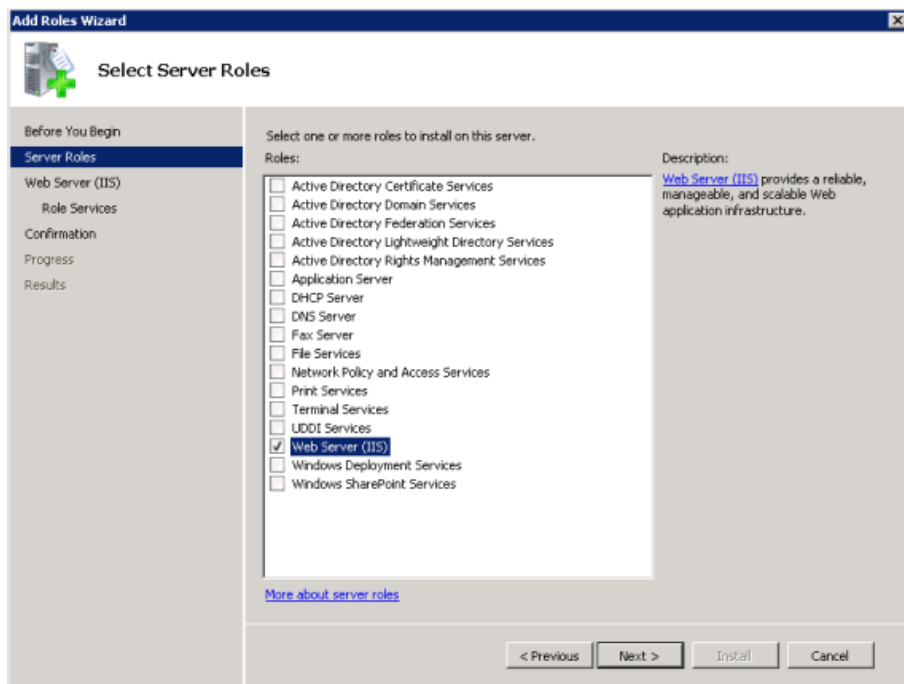 Add Roles Wizard
Select Server Roles
Before You Begin
Server Roles
Web Server (IIS)
Role Services
Confirmation
Progress
Results
Select one or more roles to install on this server.
Roles:
Active Directory Certificate Services
Active Directory Domain Services
Active Directory Federation Services
Active Directory Lightweight Directory Services
Active Directory Rights Management Services
Application Server
DHCP Server
DNS Server
Fax Server
File Services
Network Policy and Access Services
Print Services
Terminal Services
UDDI Services
Web Server (IIS)
Windows Deployment Services
Windows SharePoint Services
More about server roles
Description:
Web Server (IIS) provides a reliable,
manageable, and scalable Web
application infrastructure.
< Previous
Next >
Install
Cancel